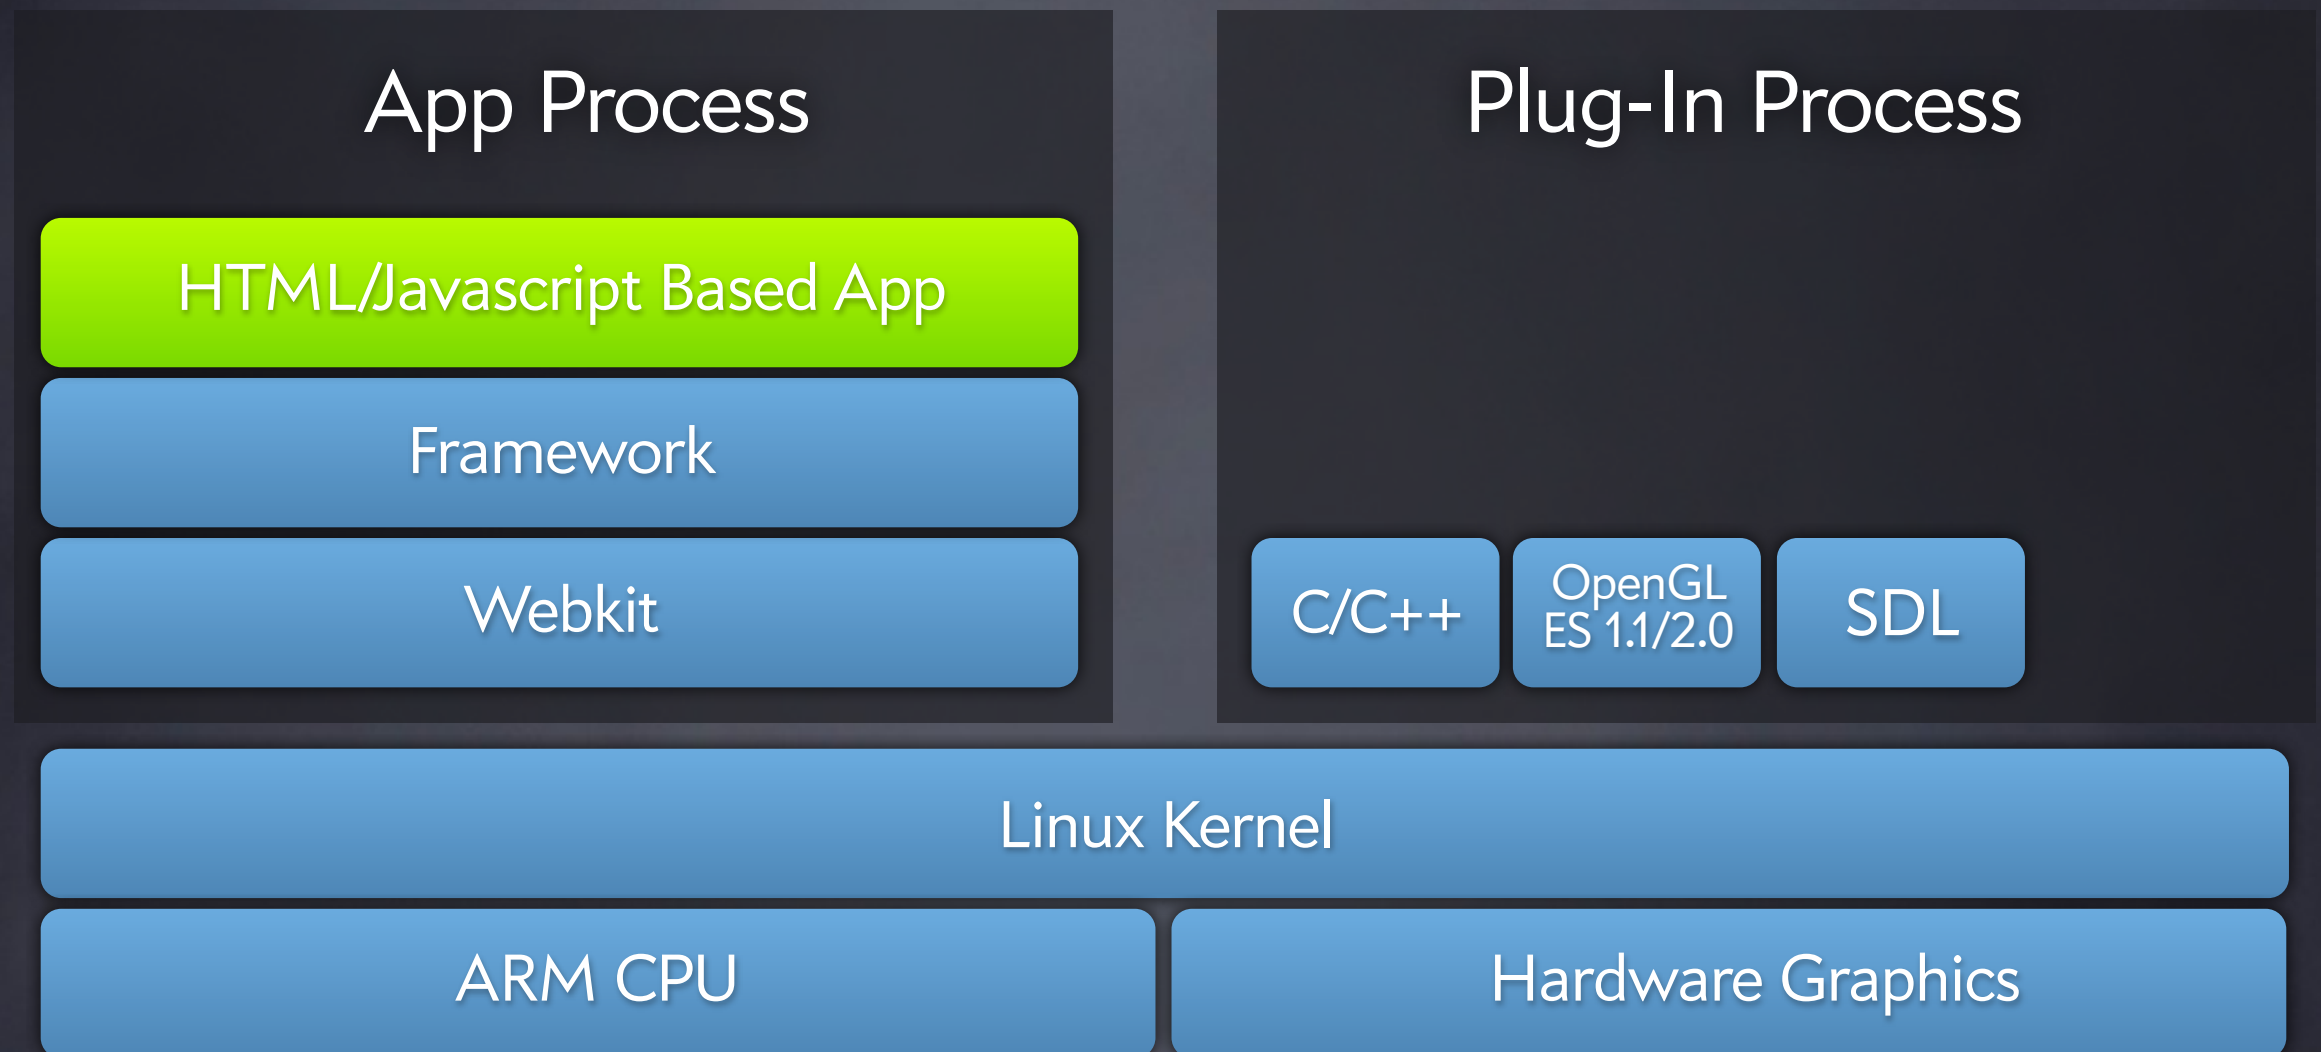 App Process
Plug-In Process
HTML/Javascript Based App
Framework
Webkit
C/C++
OpenGL
ES 1.1/2.0
SDL
Linux Kernel
ARM CPU
Hardware Graphics